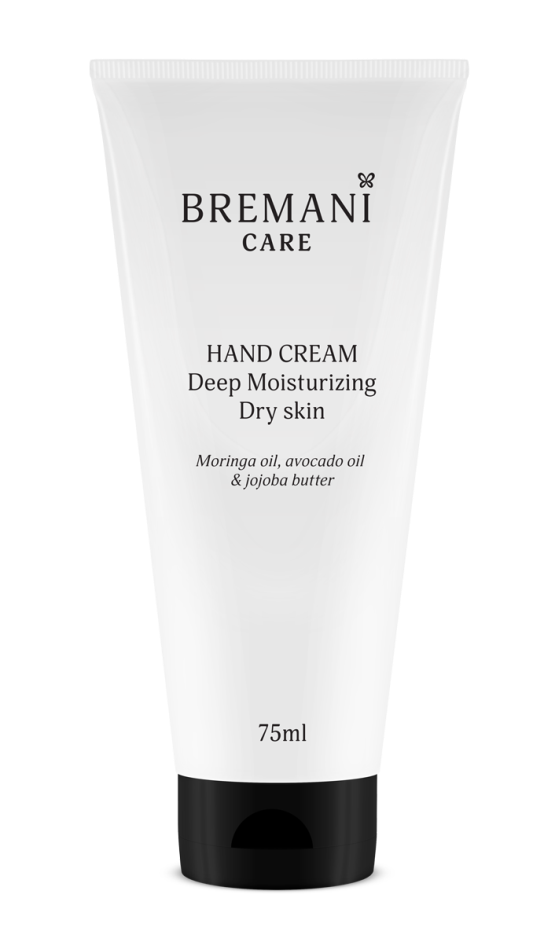 BREMANI
CARE
HAND CREAM
Deep Moisturizing
Dry skin
Moringa oil, avocado oil
& jojoba butter
75ml